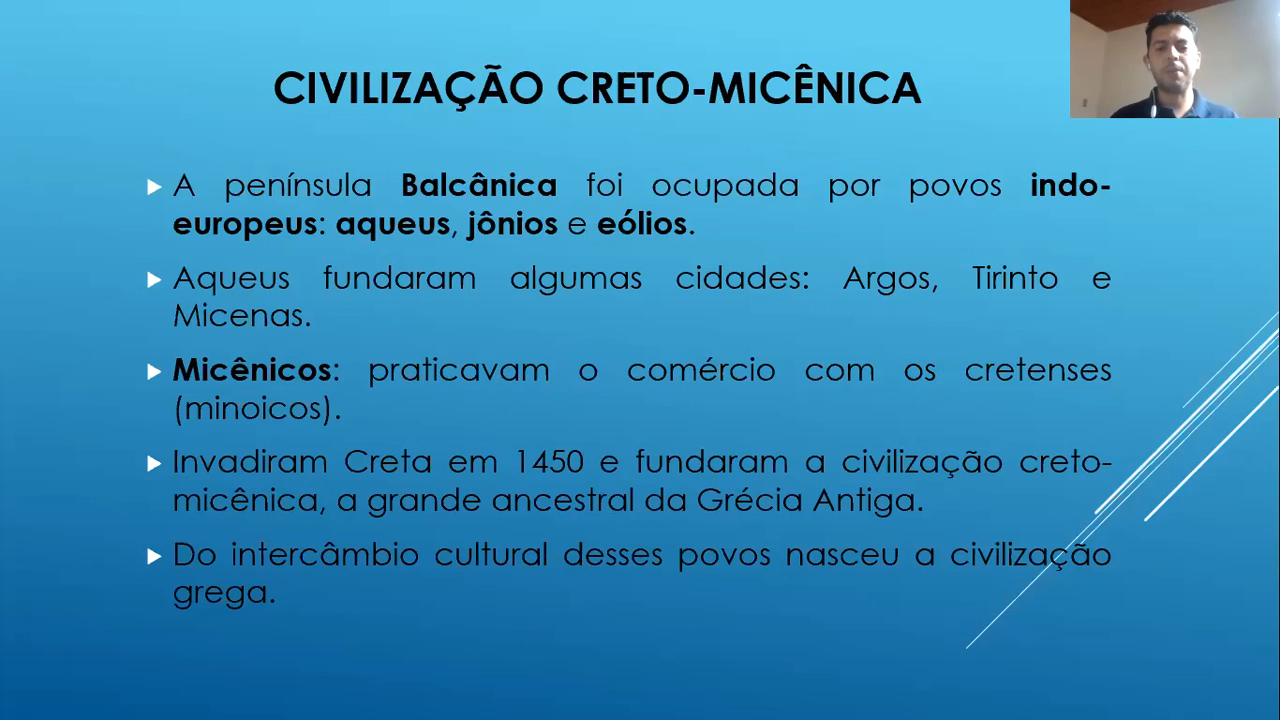 CIVILIZAÇÃO CRETO-MICÊNICA
A península Balcânica foi ocupada por povos indo-
europeus: aqueus, jônios e eólios.
Aqueus fundaram algumas cidades: Argos, Tirinto e
Micenas.
Micênicos: praticavam o comércio com os cretenses
(minoicos).
Invadiram Creta em 1450 e fundaram a civilização creto-
micênica, a grande ancestral da Grécia Antiga.
Do intercâmbio cultural desses povos nasceu a civilização
grega.